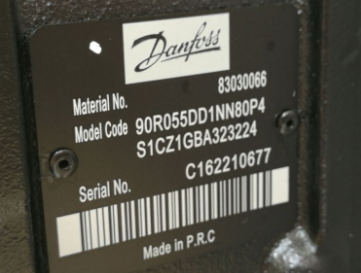 Danfoss
Material No. 83030066
Model Code 90R055DD1NN80P4
S1CZ1GBA323224
Serial No. C162210677
Made in P.R.C